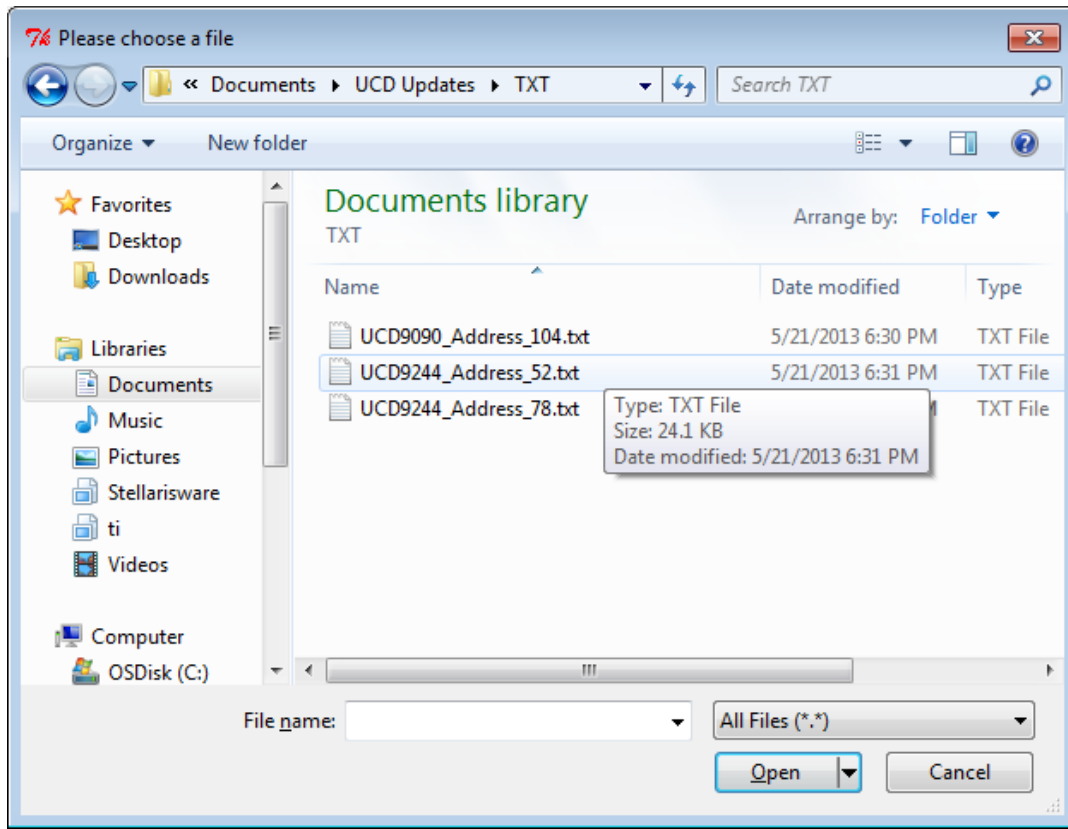 Please choose a file
« Documents ▸ UCD Updates ▸ TXT
Search TXT
Organize
New folder
Favorites
Desktop
Downloads
Libraries
Documents
Music
Pictures
Stellarisware
ti
Videos
Computer
OSDisk (C:)
Documents library
TXT
Arrange by: Folder
Name Date modified Type
UCD9090_Address_104.txt 5/21/2013 6:30 PM TXT File
UCD9244_Address_52.txt 5/21/2013 6:31 PM TXT File
UCD9244_Address_78.txt TXT File
Type: TXT File
Size: 24.1 KB
Date modified: 5/21/2013 6:31 PM
File name:
All Files (*.*)
Open
Cancel